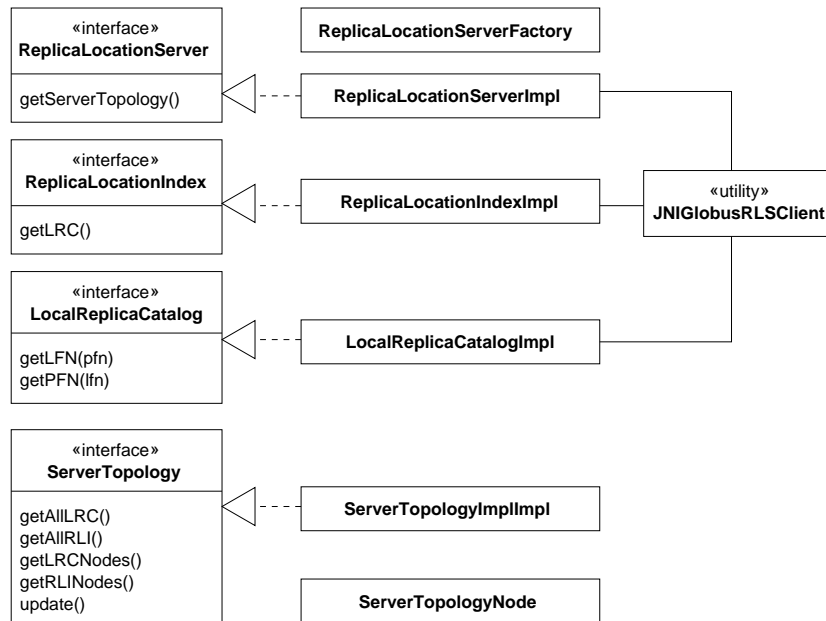 «interface»
ReplicaLocationServer
getServerTopology()
ReplicaLocationServerFactory
ReplicaLocationServerImpl
«interface»
ReplicaLocationIndex
getLRC()
ReplicaLocationIndexImpl
«utility»
JNIGlobusRLSClient
«interface»
LocalReplicaCatalog
getLFN(pfn)
getPFN(lfn)
LocalReplicaCatalogImpl
«interface»
ServerTopology
getAllLRC()
getAllRLI()
getLRCNodes()
getRLINodes()
update()
ServerTopologyImplImpl
ServerTopologyNode